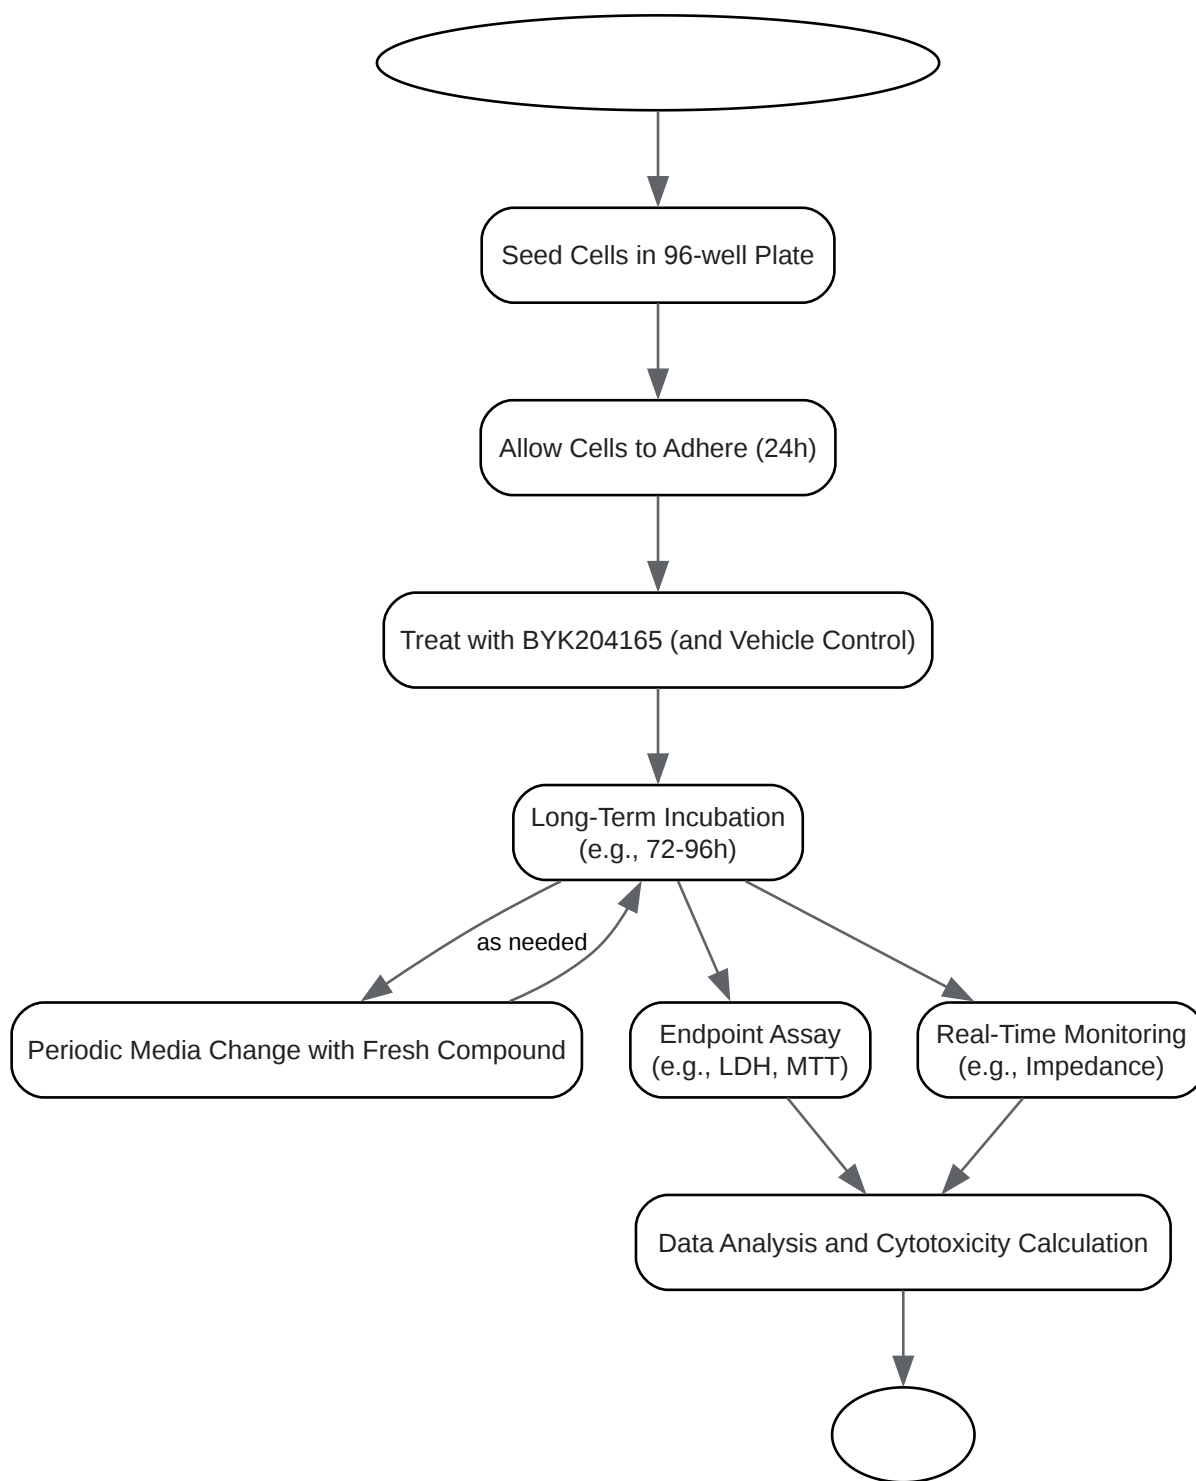 Seed Cells in 96-well Plate
Allow Cells to Adhere (24h)
Treat with BYK204165 (and Vehicle Control)
Long-Term Incubation
(e.g., 72-96h)
as needed
Periodic Media Change with Fresh Compound
Endpoint Assay
(e.g., LDH, MTT)
Real-Time Monitoring
(e.g., Impedance)
Data Analysis and Cytotoxicity Calculation